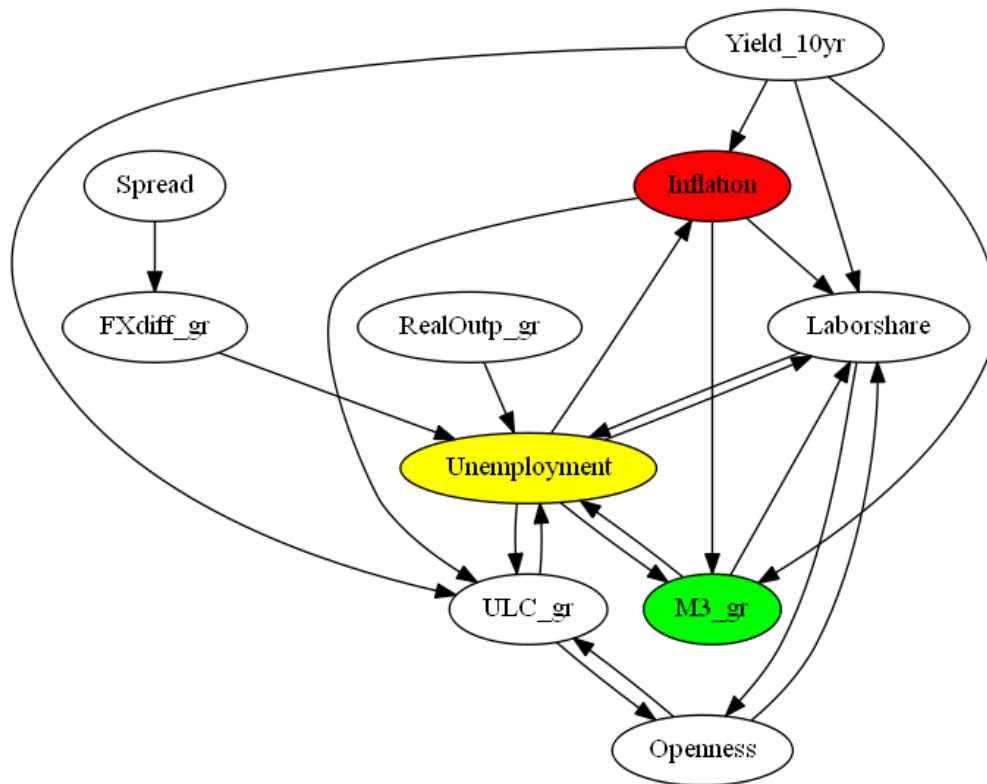 Yield_10yr
Spread
Inflation
FXdiff_gr
RealOutp_gr
Laborshare
Unemployment
ULC_gr
M3_gr
Openness